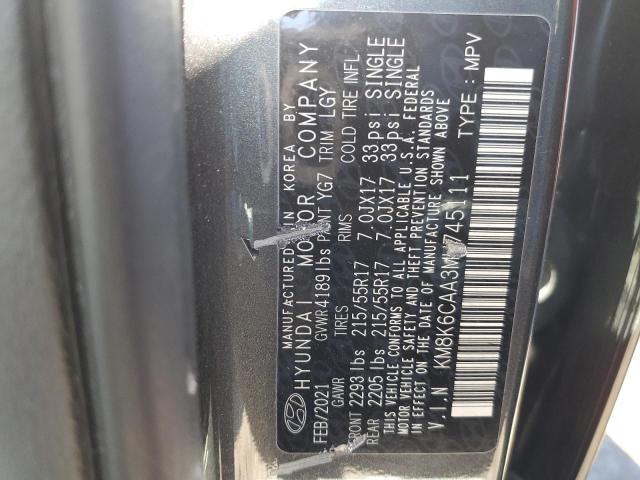 MANUFACTURED IN KOREA BY
HYUNDAI MOTOR COMPANY
FEB/2021 GVWR 4189 lbs PAINT YG7 TRIM LGY
GAWR TIRES RIMS COLD TIRE INFL.
FRONT 2293 lbs 215/55R17 7.0JX17 33psi SINGLE
REAR 2205 lbs 215/55R17 7.0JX17 33psi SINGLE
THIS VEHICLE CONFORMS TO ALL APPLICABLE U.S.A. FEDERAL
MOTOR VEHICLE SAFETY AND THEFT PREVENTION STANDARDS
IN EFFECT ON THE DATE OF MANUFACTURE SHOWN ABOVE
V.I.N KM8K6CAA3M 745111
TYPE : MPV